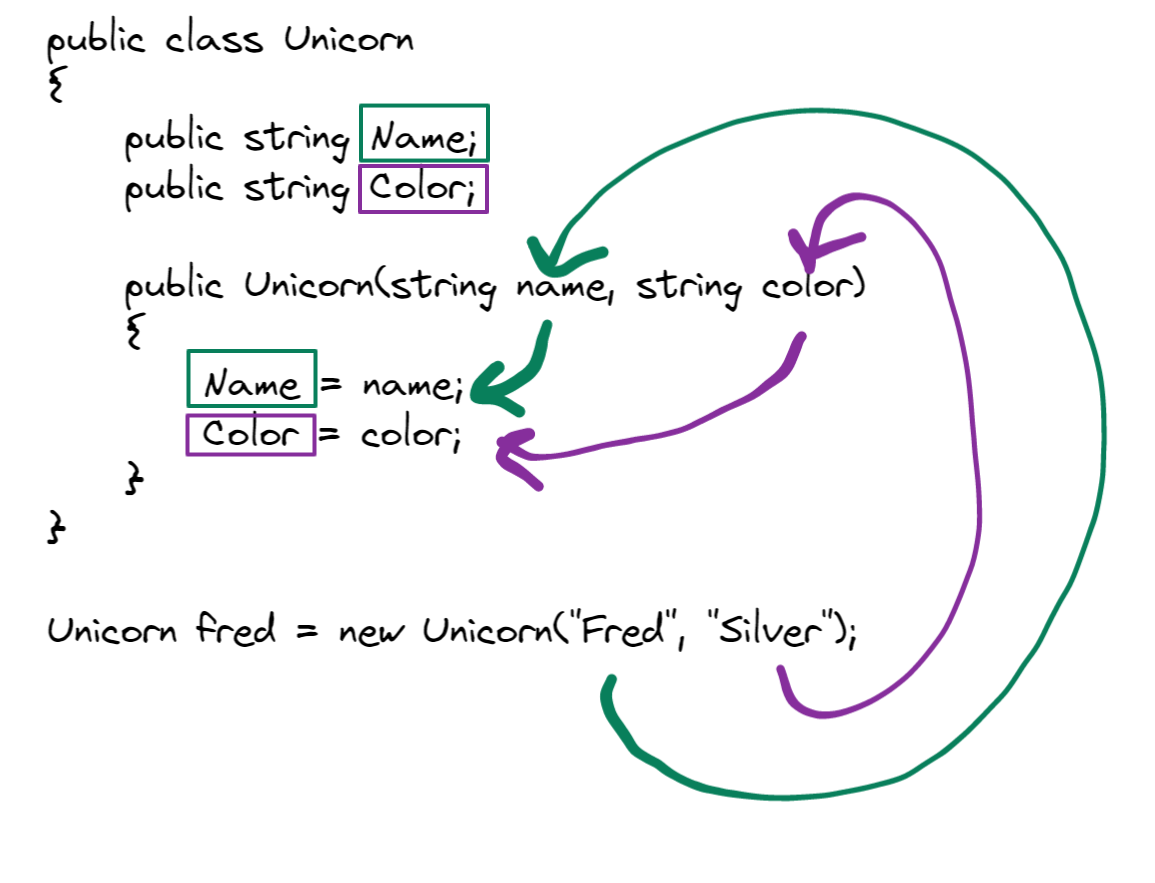 public class Unicorn
{
public string Name;
public string Color;
public Unicorn(string name, string color)
{
Name = name;
Color = color;
}
}
Unicorn fred = new Unicorn("Fred", "Silver");